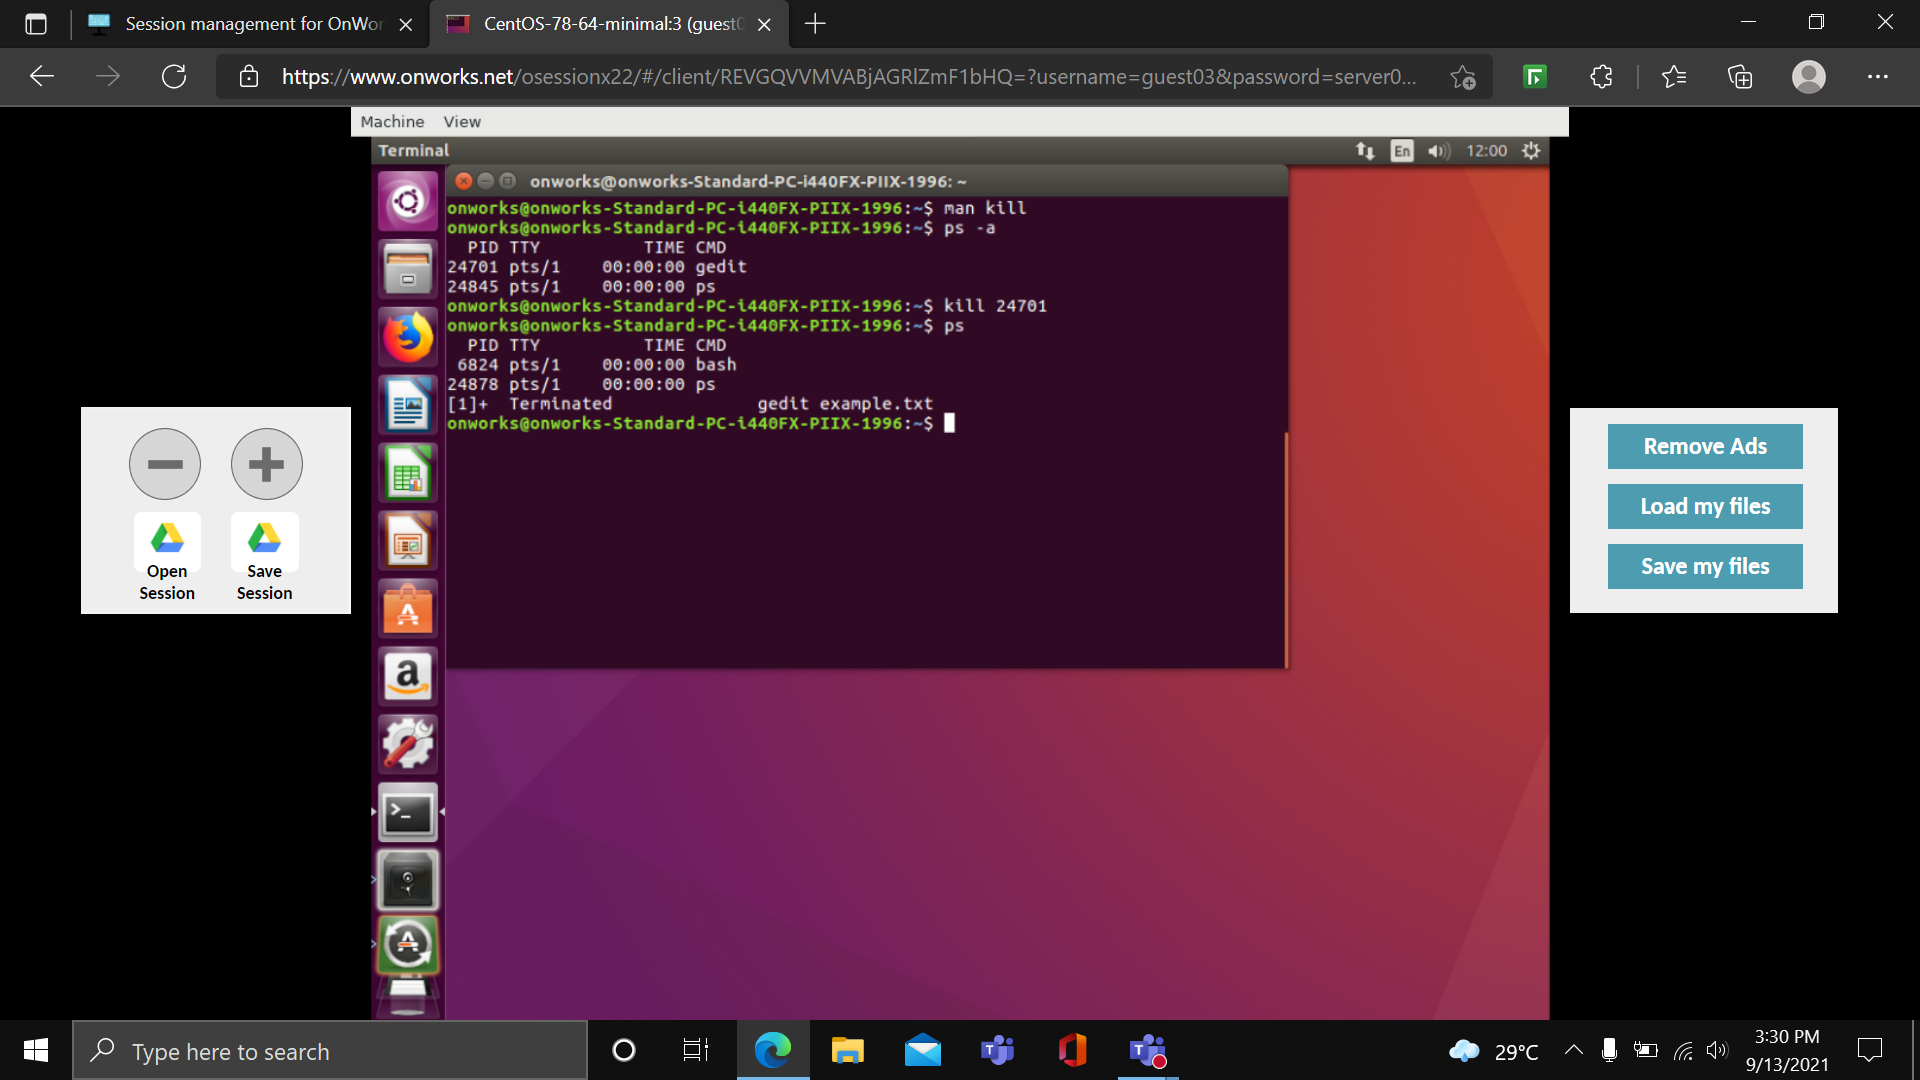 Session management for OnWor
CentOS-78-64-minimal:3 (guest0
https://www.onworks.net/osessionx22/#/client/REVGQVVMVABjAGRlZmF1bHQ=?username=guest03&password=server0...
Machine View
Terminal
En
12:00
onworks@onworks-Standard-PC-i440FX-PIIX-1996: ~
onworks@onworks-Standard-PC-i440FX-PIIX-1996:~$ man kill
onworks@onworks-Standard-PC-i440FX-PIIX-1996:~$ ps -a
PID TTY TIME CMD
24701 pts/1 00:00:00 gedit
24845 pts/1 00:00:00 ps
onworks@onworks-Standard-PC-i440FX-PIIX-1996:~$ kill 24701
onworks@onworks-Standard-PC-i440FX-PIIX-1996:~$ ps
PID TTY TIME CMD
6824 pts/1 00:00:00 bash
24878 pts/1 00:00:00 ps
[1]+ Terminated gedit example.txt
onworks@onworks-Standard-PC-i440FX-PIIX-1996:~$
Open
Session
Save
Session
Remove Ads
Load my files
Save my files
Type here to search
29°C
3:30 PM
9/13/2021